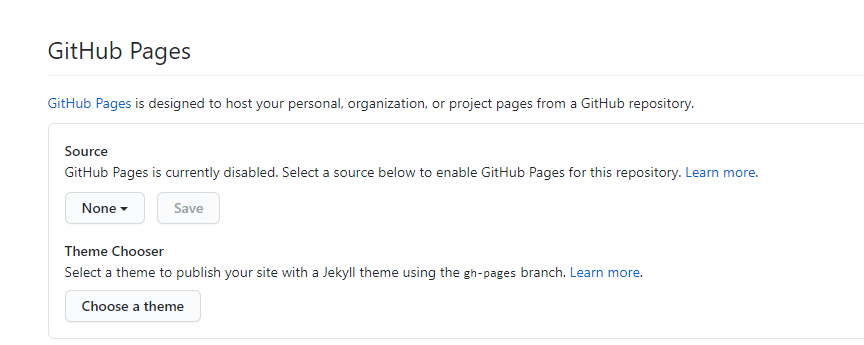 GitHub Pages
GitHub Pages is designed to host your personal, organization, or project pages from a GitHub repository.
Source
GitHub Pages is currently disabled. Select a source below to enable GitHub Pages for this repository. Learn more.
None Save
Theme Chooser
Select a theme to publish your site with a Jekyll theme using the gh-pages branch. Learn more.
Choose a theme